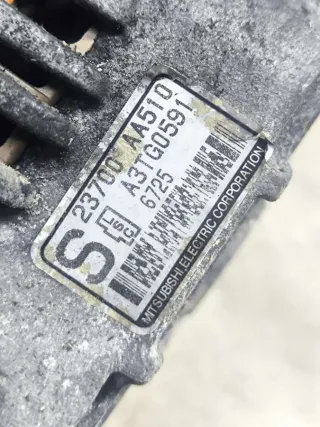 S
23700 AA510
A3TG0591
6725
MITSUBISHI ELECTRIC CORPORATION